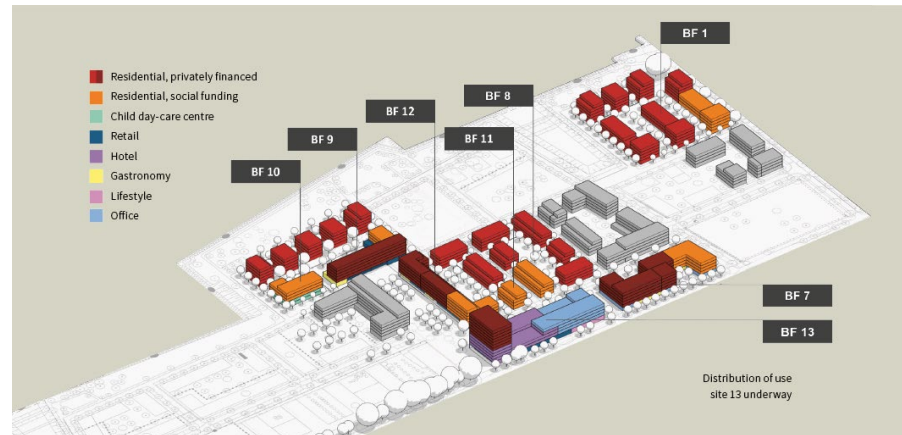 BF 1
Residential, privately financed
Residential, social funding
Child day-care centre
Retail
Hotel
Gastronomy
Lifestyle
Office
BF 8
BF 12
BF 11
BF 9
BF 10
BF 7
BF 13
Distribution of use
site 13 underway